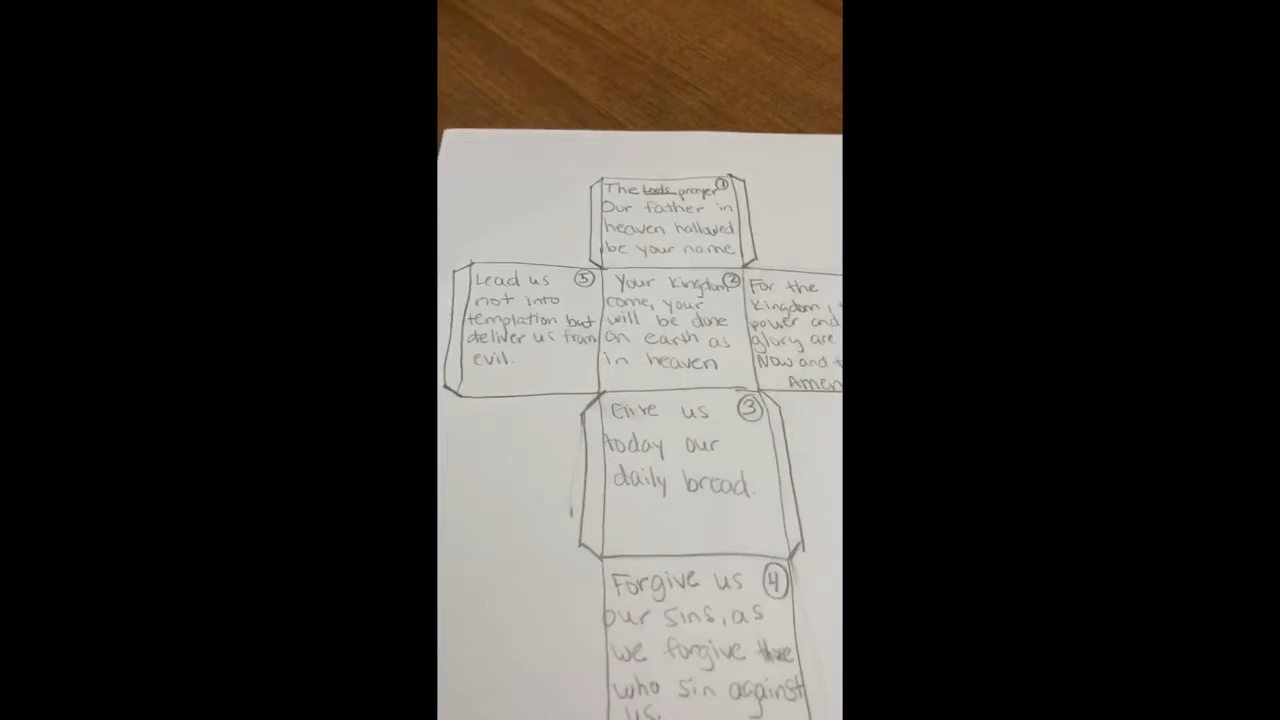 The Lords prayer ①
Our father in
heaven hallowed
be your name
Your Kingdom ②
come, your
will be done
on earth as
in heaven
Give us ③
today our
daily bread.
Forgive us ④
our sins, as
we forgive those
who sin against
us.
Lead us ⑤
not into
templation but
deliver us from
evil.
For the
Kingdom,
power and
glory are
Now and
Amen